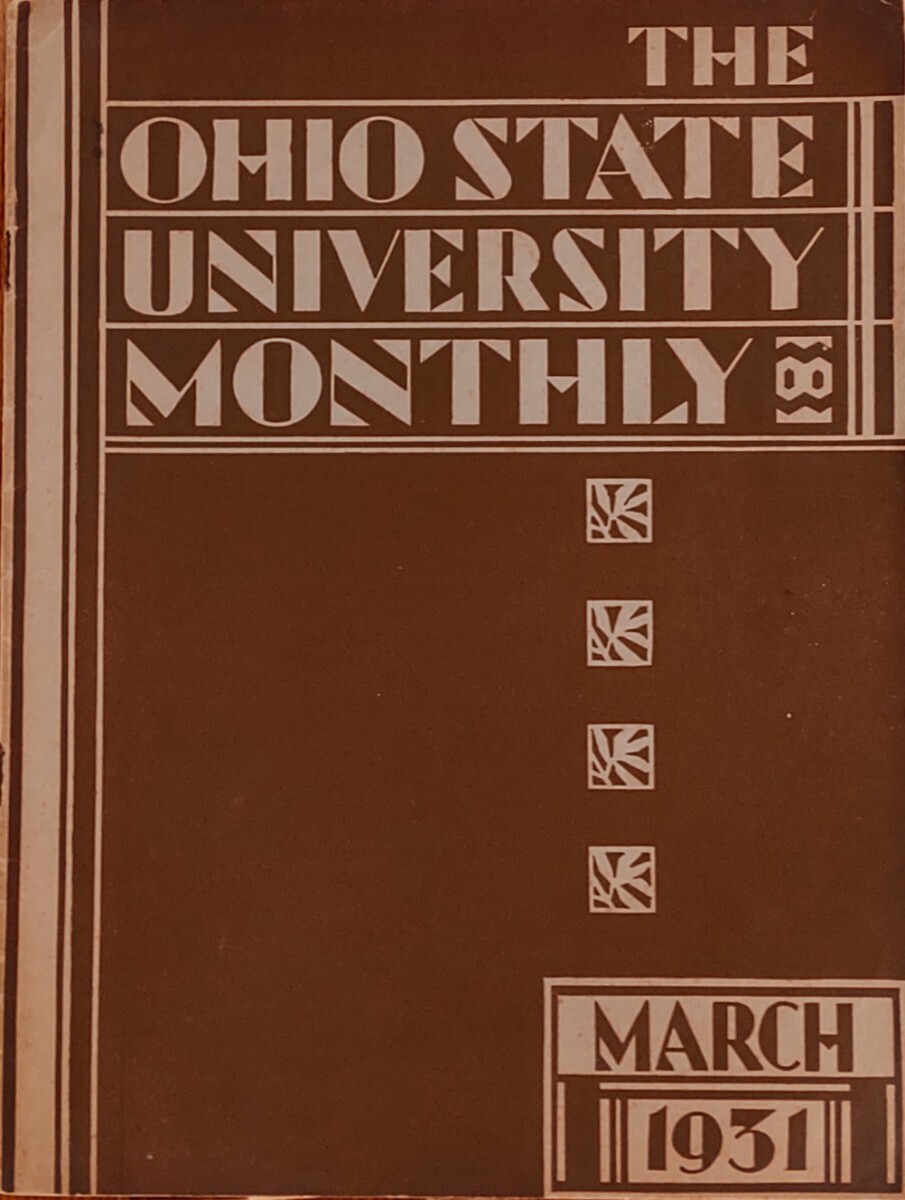 THE
OHIO STATE
UNIVERSITY
MONTHLY
MARCH
1931